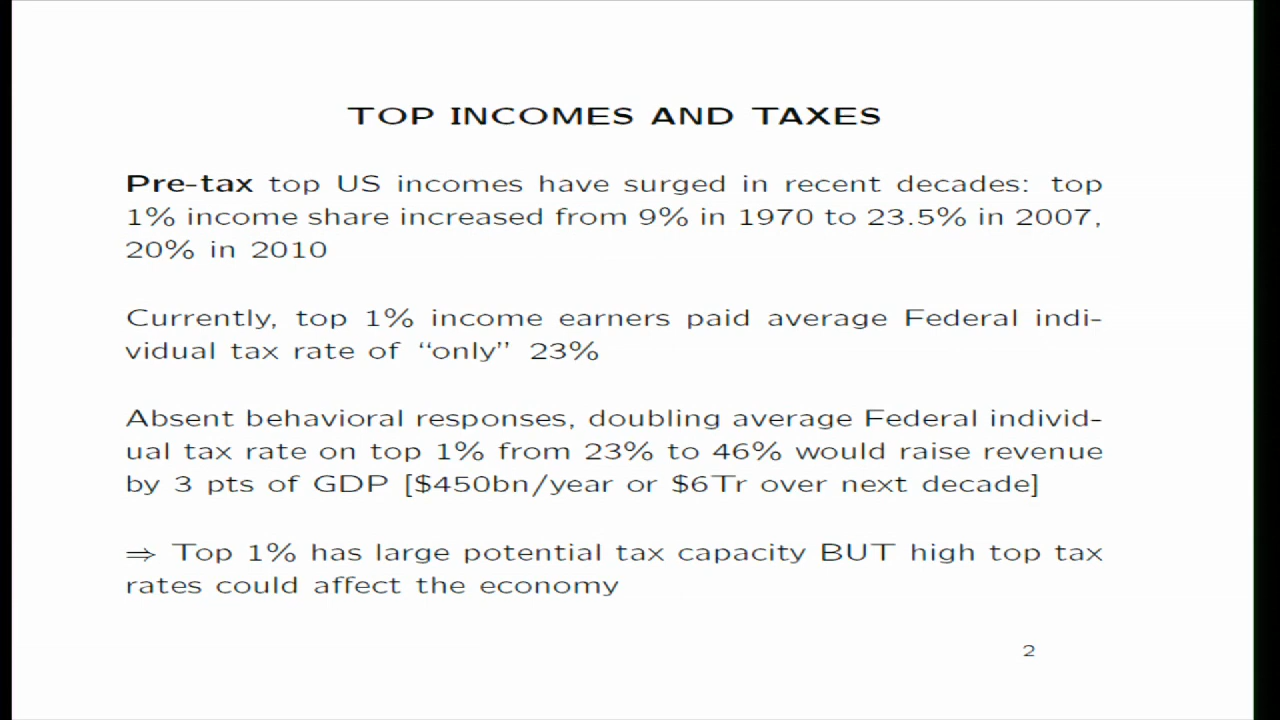 TOP INCOMES AND TAXES
Pre-tax top US incomes have surged in recent decades: top
1% income share increased from 9% in 1970 to 23.5% in 2007,
20% in 2010
Currently, top 1% income earners paid average Federal indi-
vidual tax rate of “only” 23%
Absent behavioral responses, doubling average Federal individ-
ual tax rate on top 1% from 23% to 46% would raise revenue
by 3 pts of GDP [$450bn/year or $6Tr over next decade]
⇒ Top 1% has large potential tax capacity BUT high top tax
rates could affect the economy
2